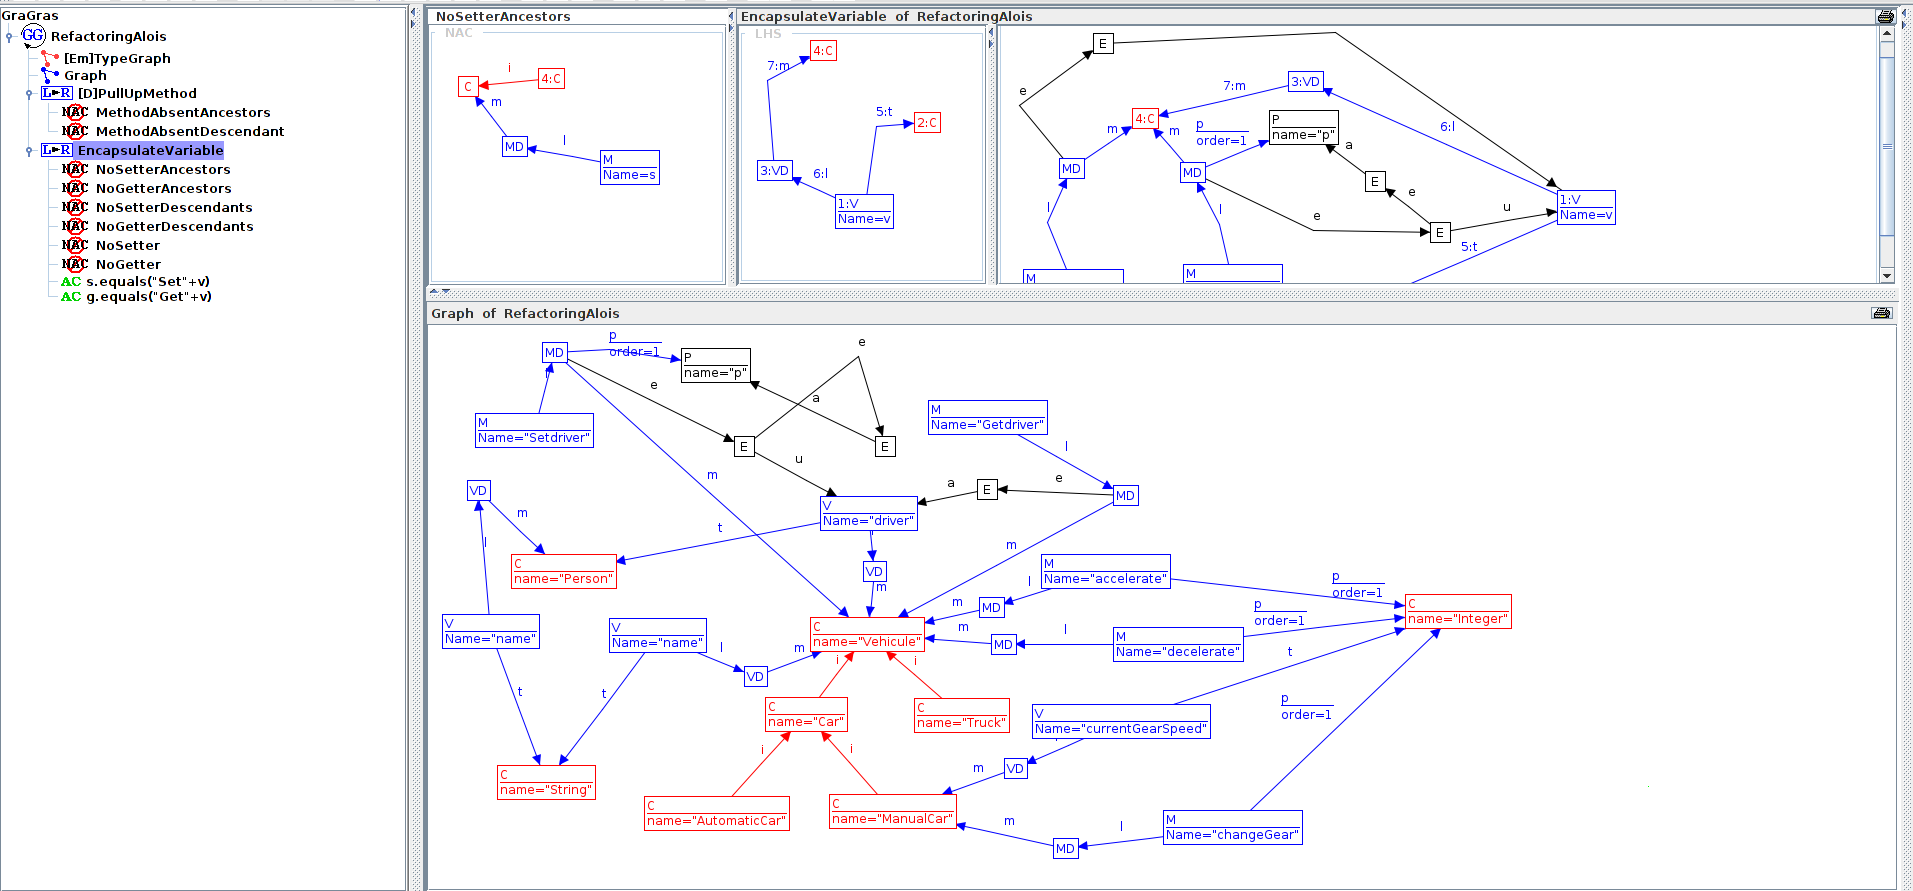 GraGras
RefactoringAlois
[Em]TypeGraph
Graph
L R [D]PullUpMethod
NAC MethodAbsentAncestors
NAC MethodAbsentDescendant
L R EncapsulateVariable
NAC NoSetterAncestors
NAC NoGetterAncestors
NAC NoSetterDescendants
NAC NoGetterDescendants
NAC NoSetter
NAC NoGetter
AC s.equals("Set"+v)
AC g.equals("Get"+v)
NoSetterAncestors
NAC
i
4:C
C
m
MD
l
M
Name=s
EncapsulateVariable of RefactoringAlois
LHS
4:C
7:m
5:t
2:C
3:VD
6:l
1:V
Name=v
E
e
7:m
3:VD
4:C
m
m
p
order=1
P
name="p"
6:l
a
MD
MD
E
e
l
l
e
u
E
1:V
Name=v
5:t
M
M
Graph of RefactoringAlois
MD
p
order=1
P
name="p"
e
e
a
M
Name="Setdriver"
E
E
M
Name="Getdriver"
l
u
m
VD
m
a
E
e
MD
V
Name="driver"
t
l
m
C
name="Person"
VD
m
M
Name="accelerate"
l
p
order=1
m
MD
p
order=1
C
name="Integer"
V
Name="name"
V
Name="name"
l
C
name="Vehicule"
m
MD
l
M
Name="decelerate"
t
m
VD
i
i
t
t
C
name="Car"
C
name="Truck"
V
Name="currentGearSpeed"
p
order=1
i
i
VD
m
C
name="String"
C
name="AutomaticCar"
C
name="ManualCar"
m
MD
l
M
Name="changeGear"